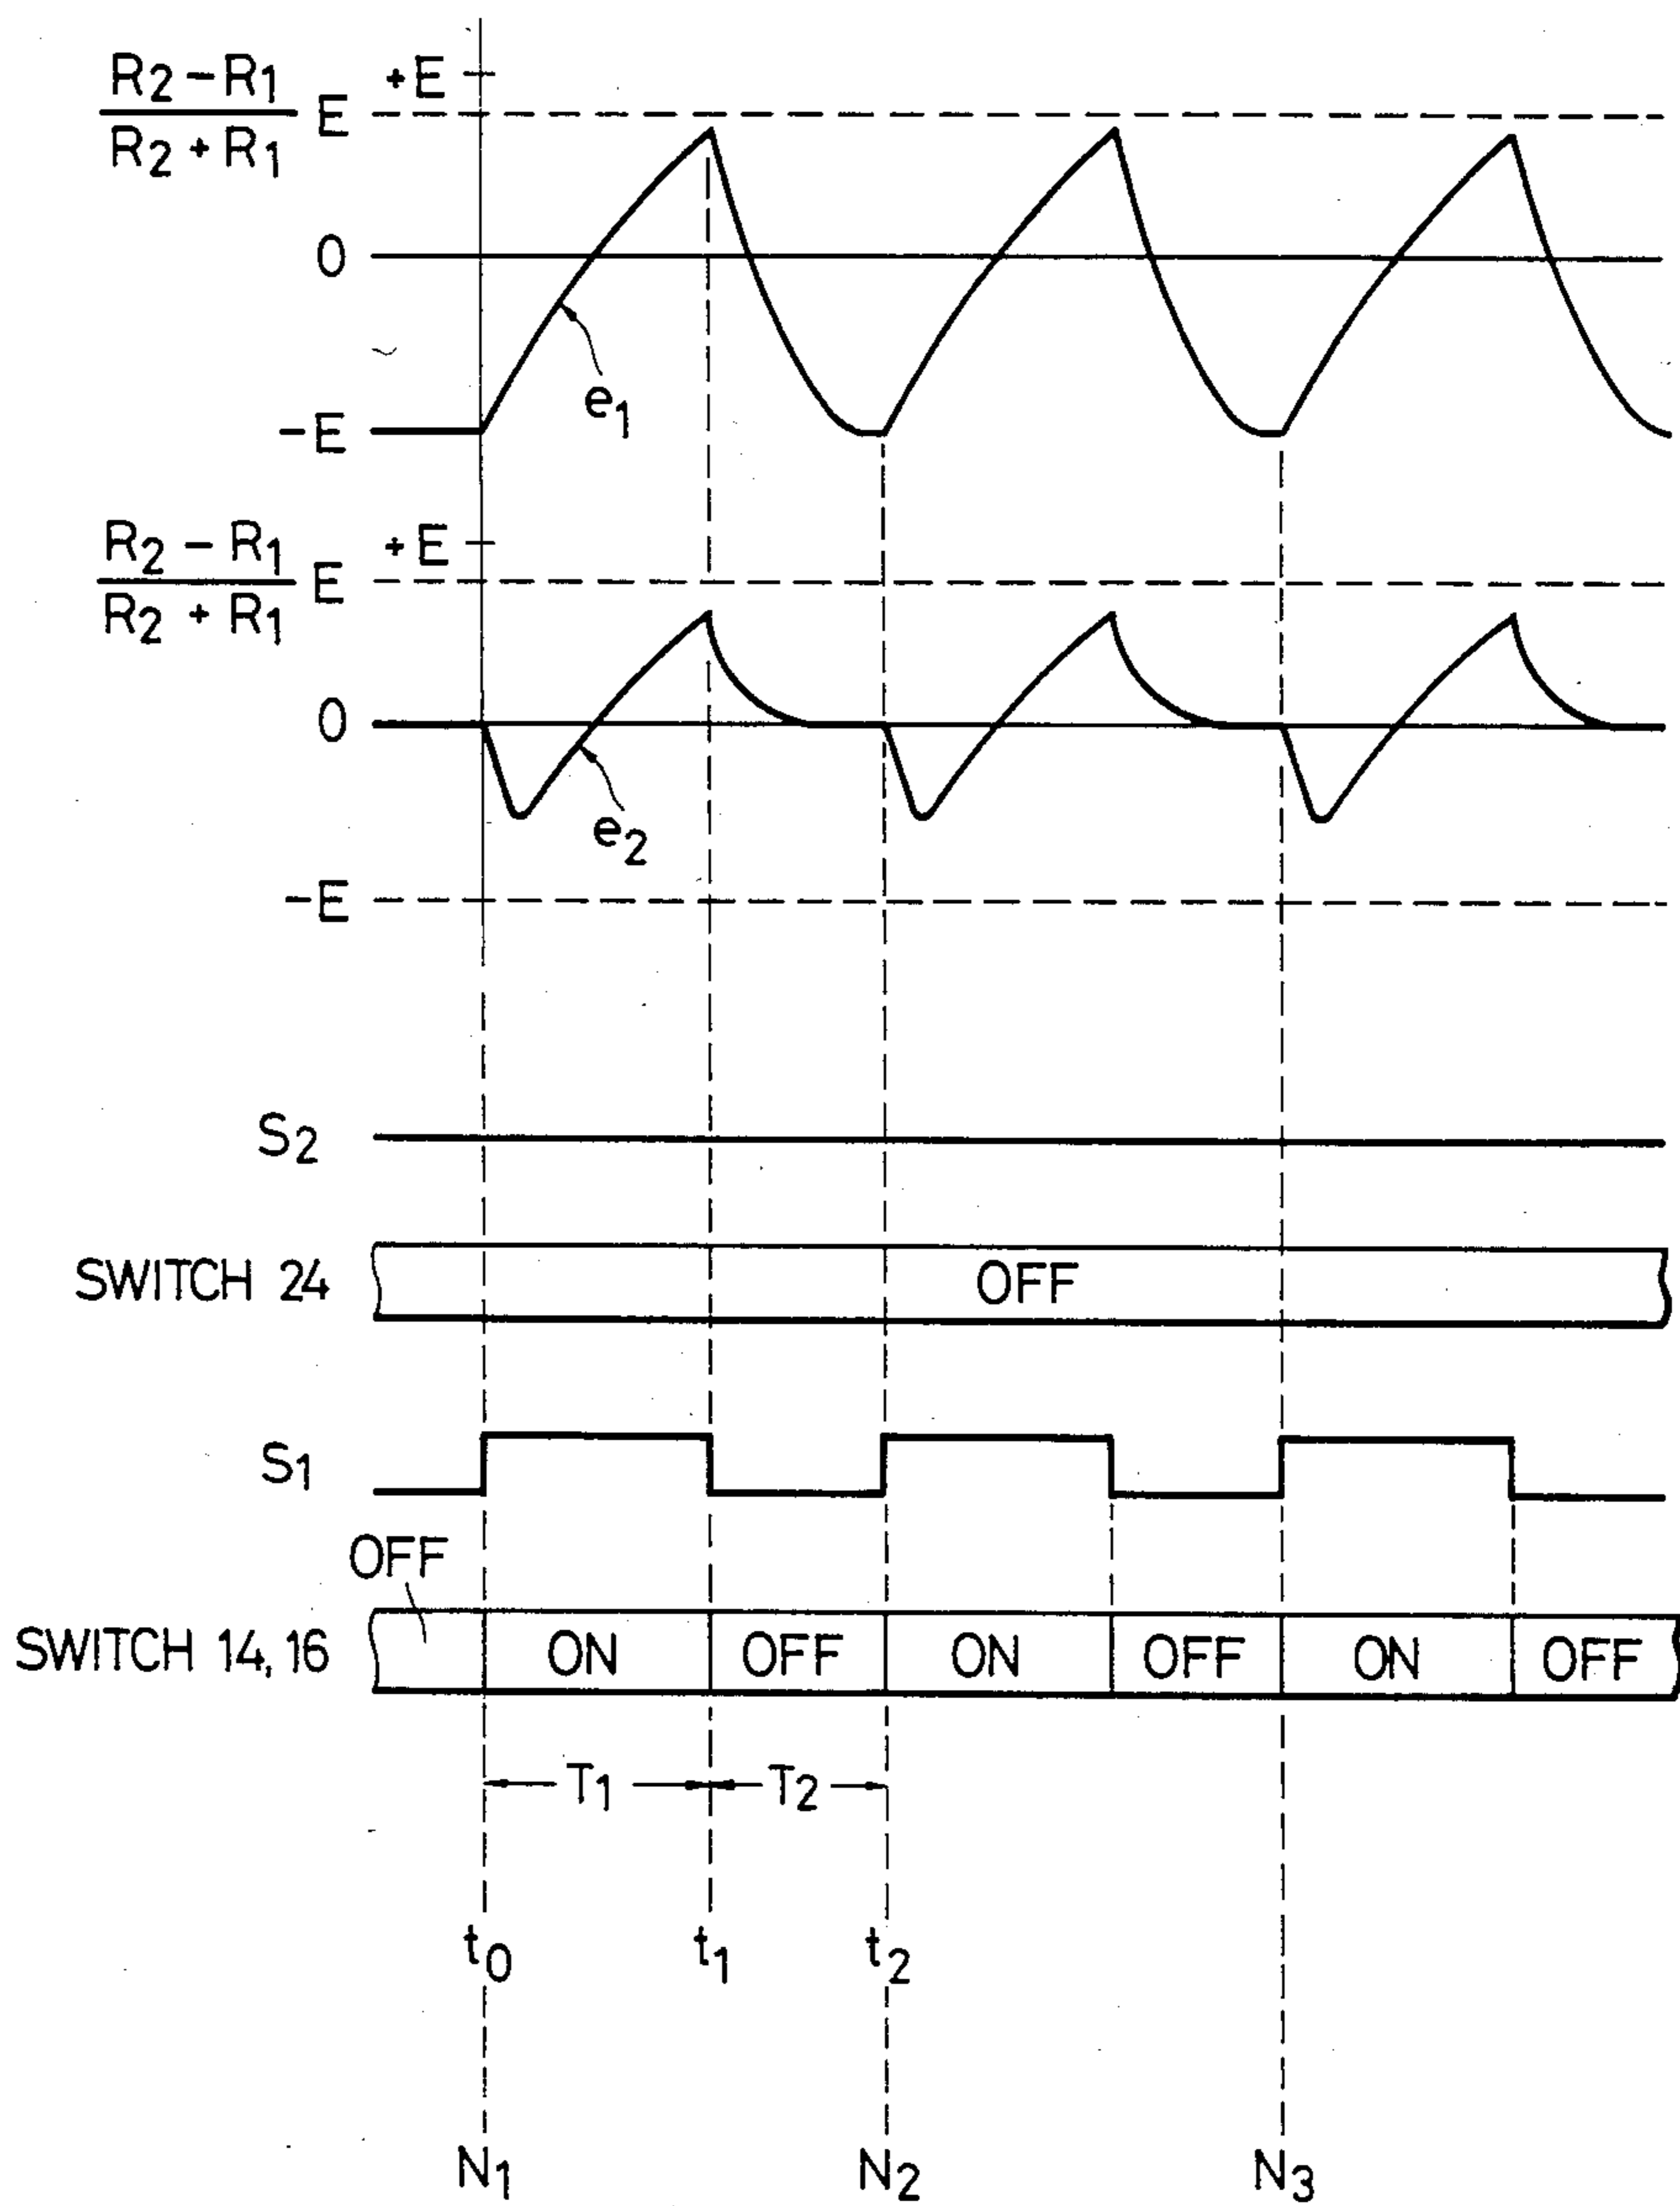 R2 - R1
R2 + R1
E
+E
0
e1
-E
R2 - R1
R2 + R1
E
+E
0
e2
-E
S2
SWITCH 24
OFF
S1
OFF
SWITCH 14, 16
ON
OFF
ON
OFF
ON
OFF
T1
T2
t0
t1
t2
N1
N2
N3